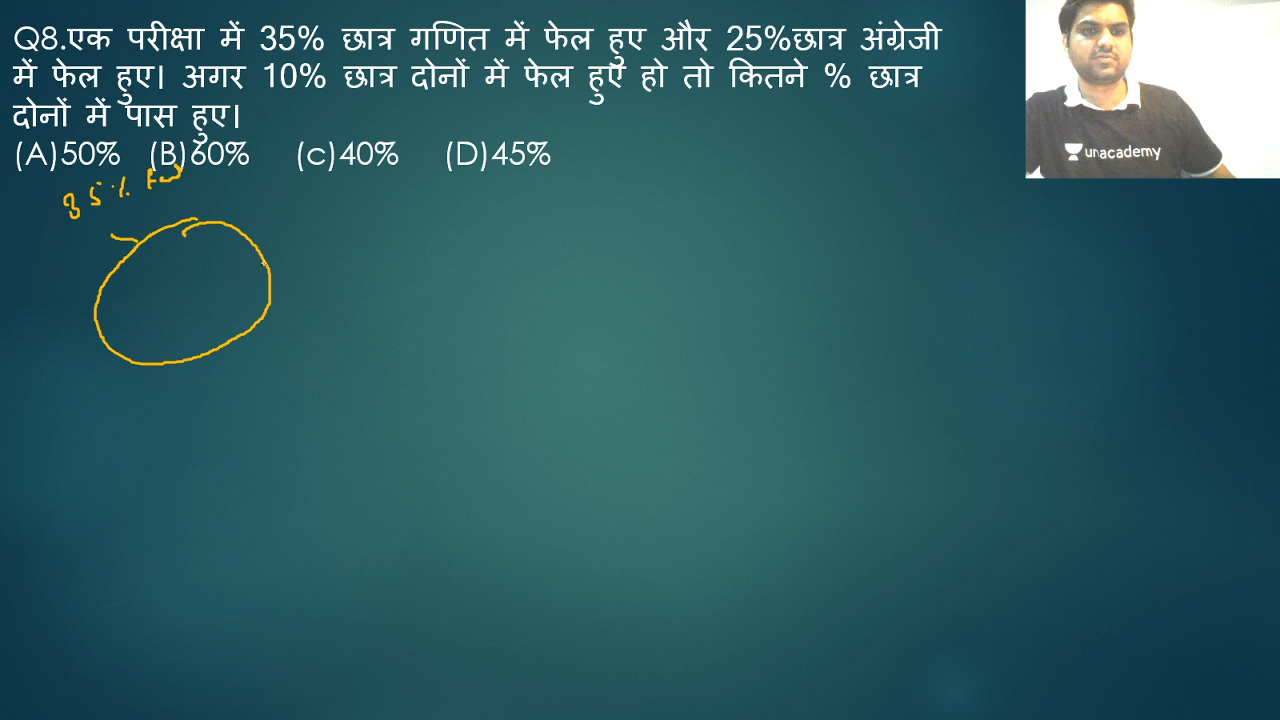 Q8.एक परीक्षा में 35% छात्र गणित में फेल हुए और 25%छात्र अंग्रेजी
में फेल हुए। अगर 10% छात्र दोनों में फेल हुए हो तो कितने % छात्र
दोनों में पास हुए।
(A)50% (B)60% (c)40% (D)45%
35%
unacademy